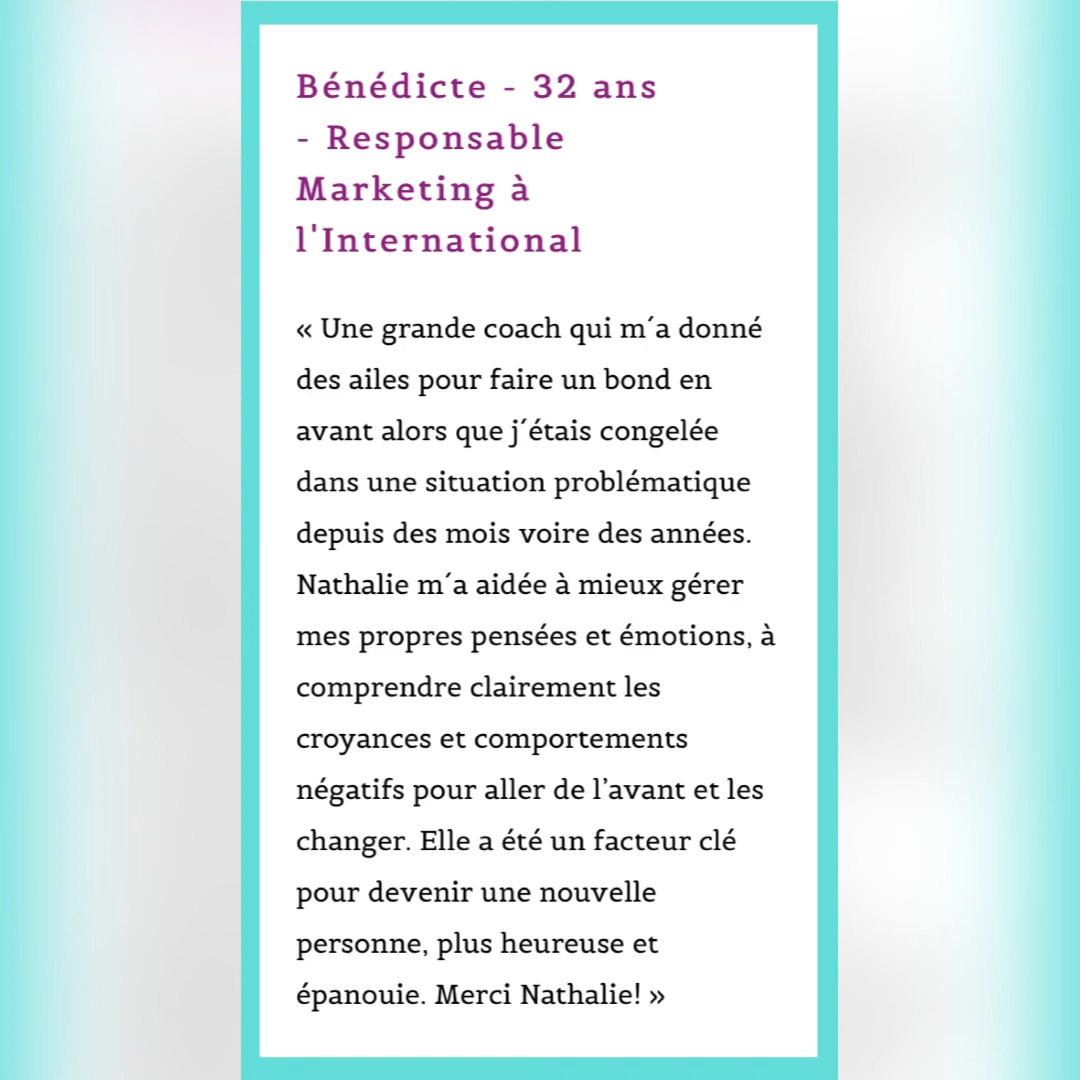 Bénédicte - 32 ans
- Responsable
Marketing à
l'International
« Une grande coach qui m´a donné
des ailes pour faire un bond en
avant alors que j´étais congelée
dans une situation problématique
depuis des mois voire des années.
Nathalie m´a aidée à mieux gérer
mes propres pensées et émotions, à
comprendre clairement les
croyances et comportements
négatifs pour aller de l’avant et les
changer. Elle a été un facteur clé
pour devenir une nouvelle
personne, plus heureuse et
épanouie. Merci Nathalie! »